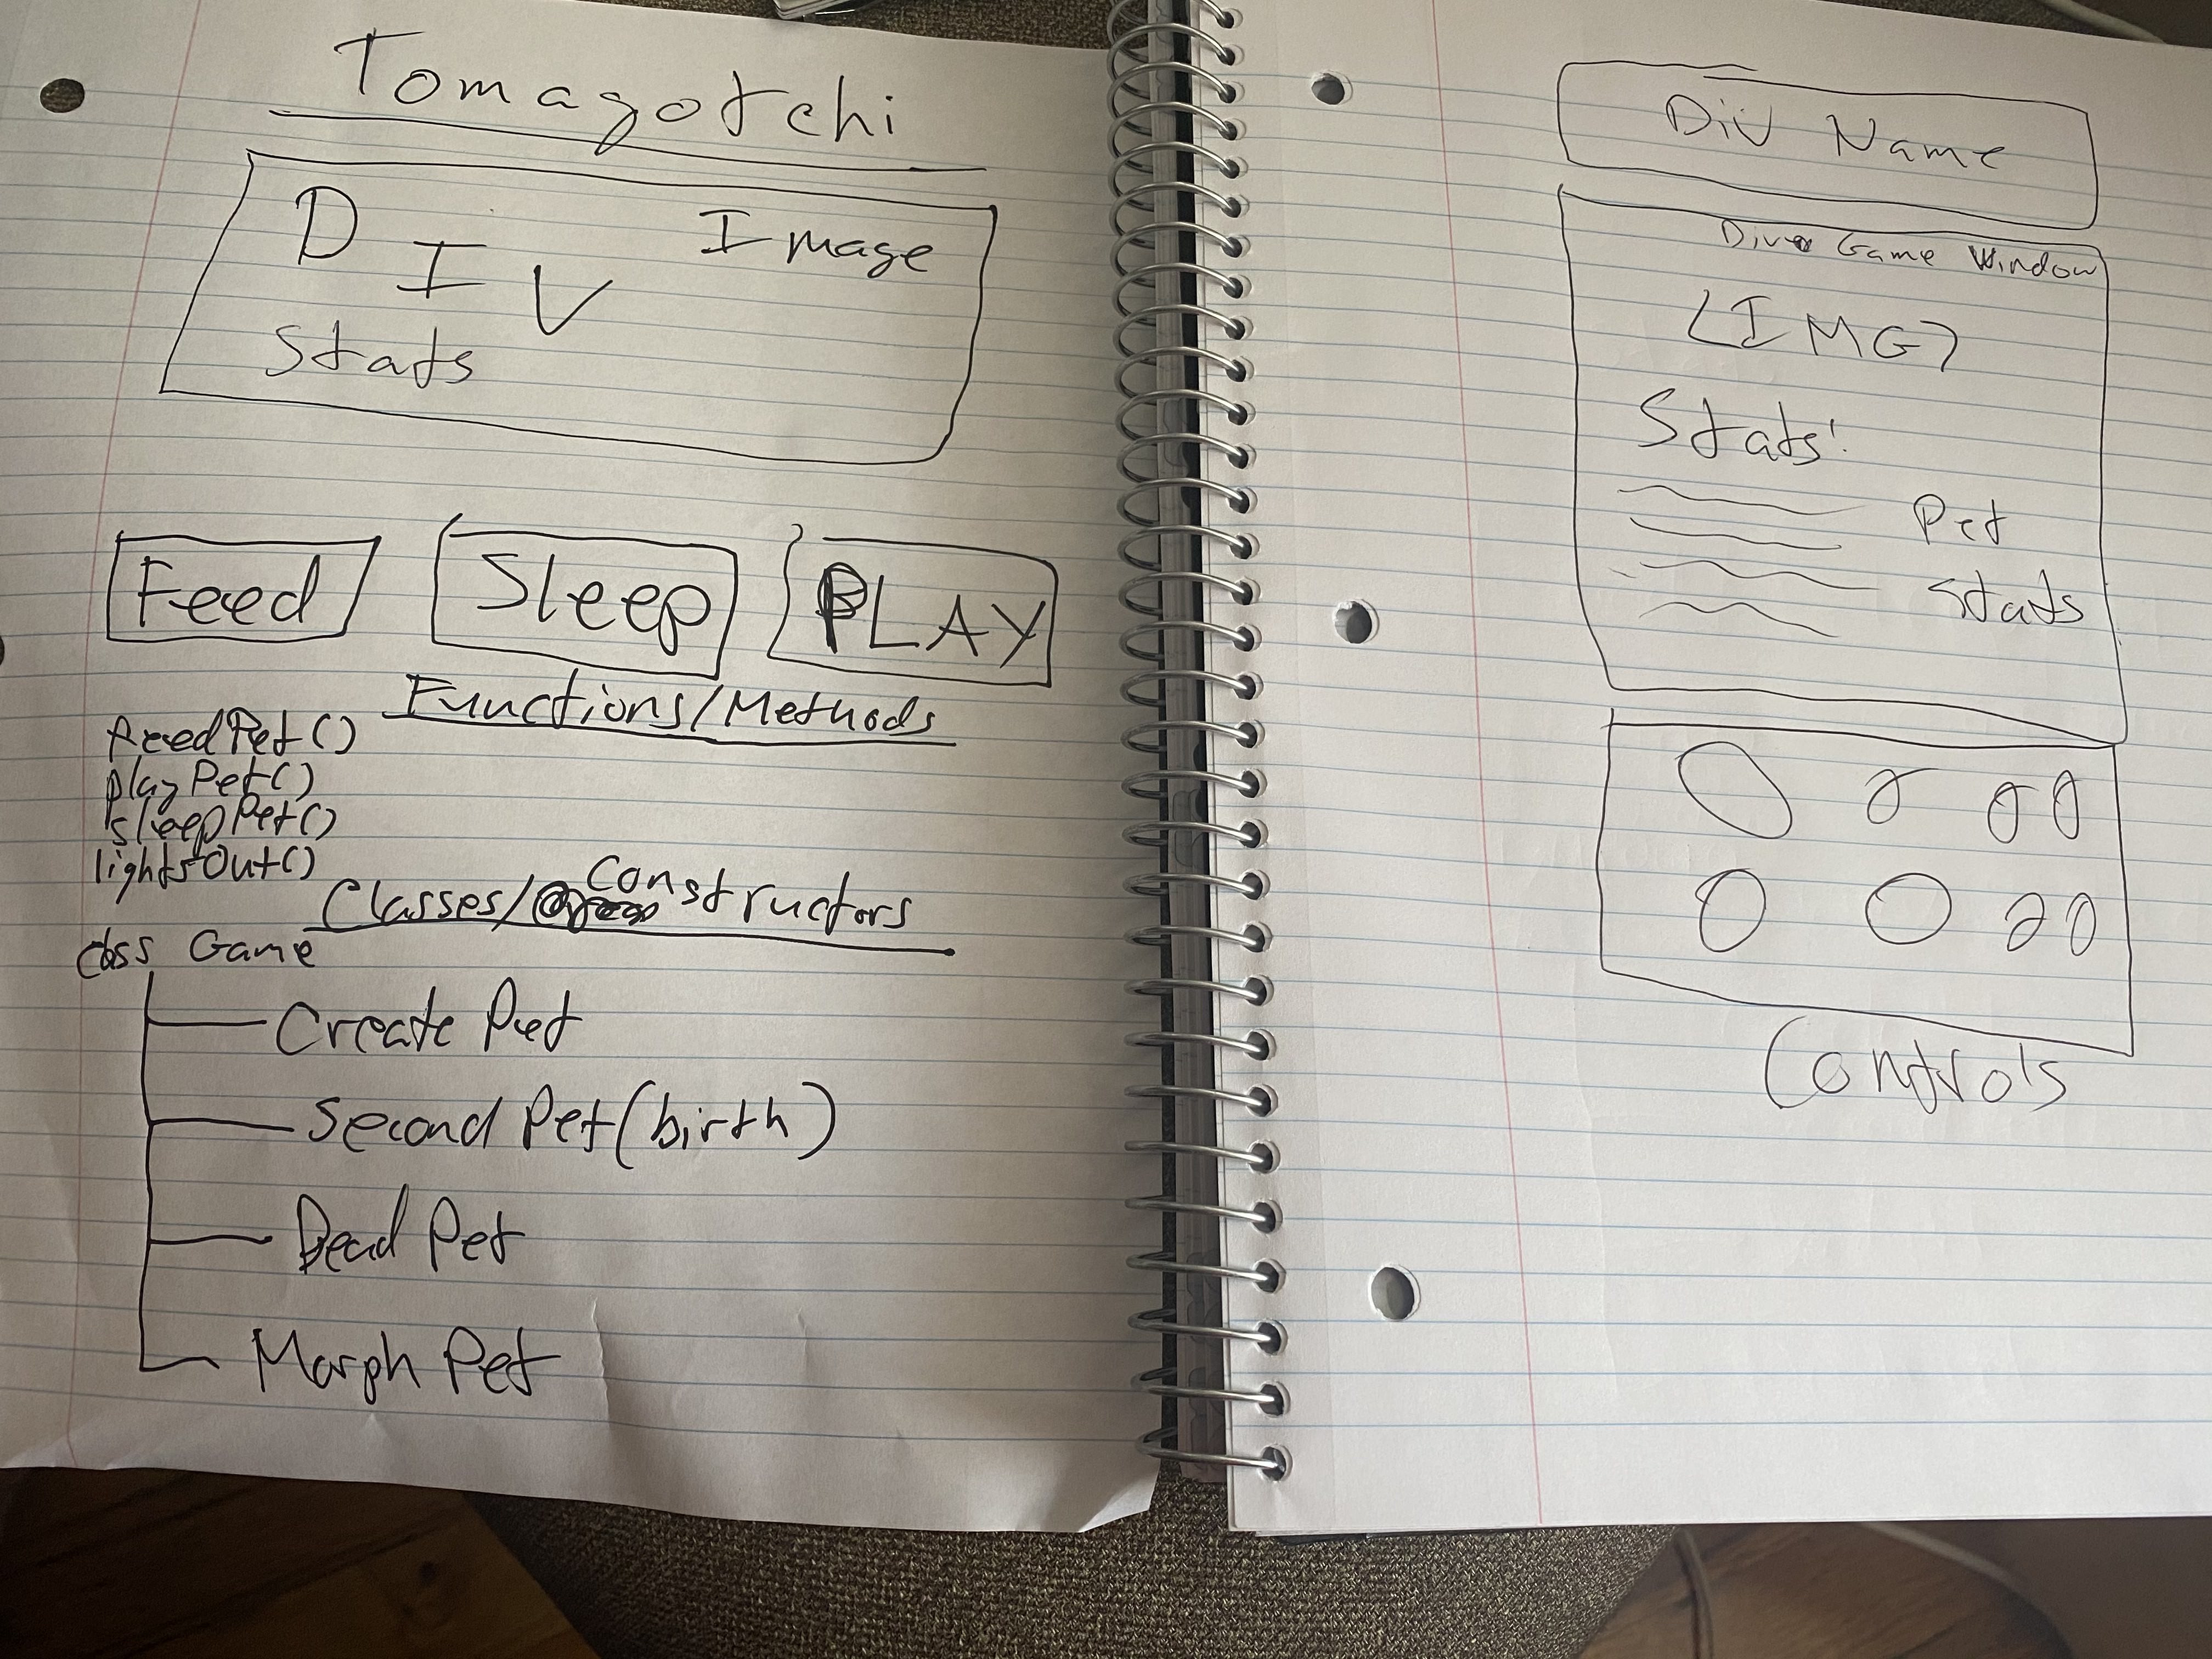 Tomagotchi
D I V Image
Stats
Feed Sleep PLAY
Functions/Methods
feedPet()
playPet()
sleepPet()
lightsOut()
Classes/Constructors
class Game
Create Pet
Second Pet (birth)
Dead Pet
Morph Pet
Div Name
Div Game Window
(IMG)
Stats:
Pet
Stats
Controls